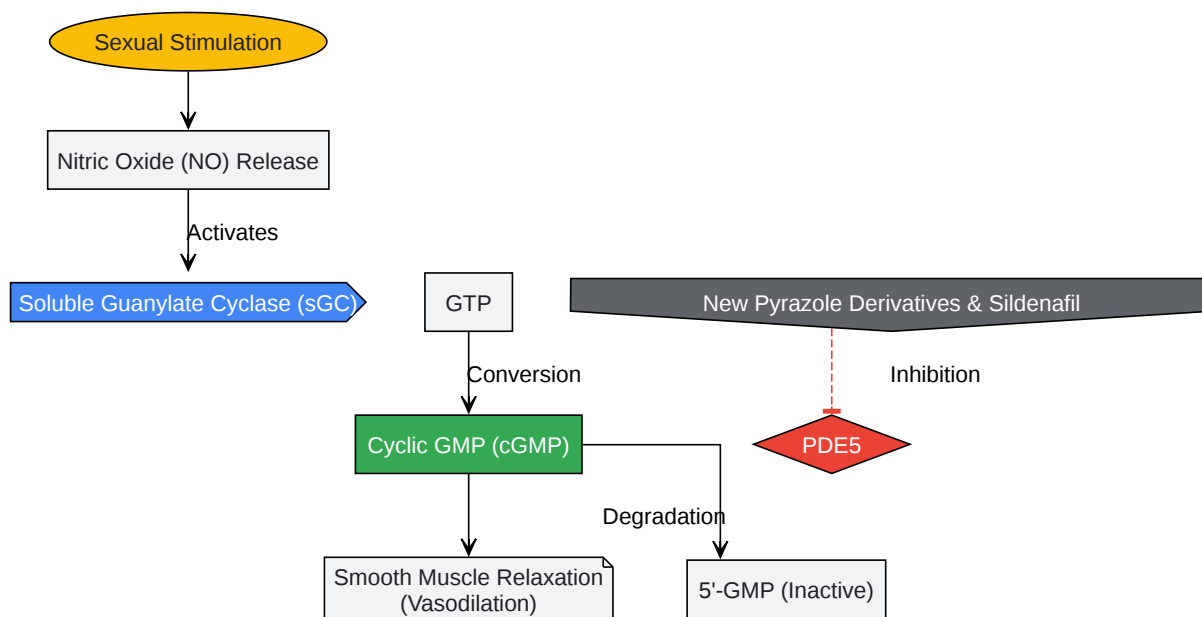 Sexual Stimulation
Nitric Oxide (NO) Release
Activates
Soluble Guanylate Cyclase (sGC)
GTP
New Pyrazole Derivatives & Sildenafil
Conversion
Inhibition
Cyclic GMP (cGMP)
PDE5
Degradation
Smooth Muscle Relaxation
(Vasodilation)
5'-GMP (Inactive)